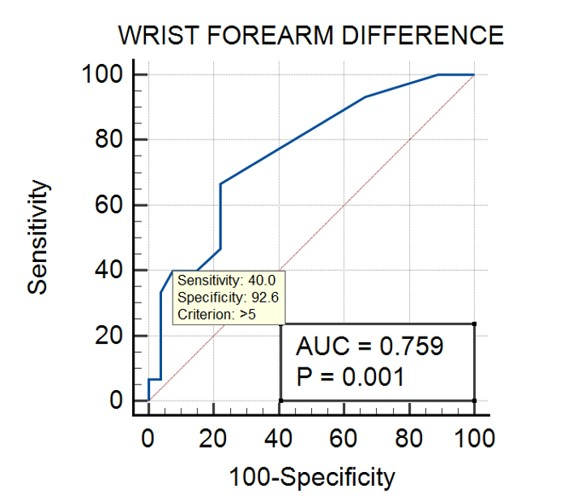 WRIST FOREARM DIFFERENCE
100
80
60
40
20
0
Sensitivity
Sensitivity: 40.0
Specificity: 92.6
Criterion: >5
AUC = 0.759
P = 0.001
0 20 40 60 80 100
100-Specificity